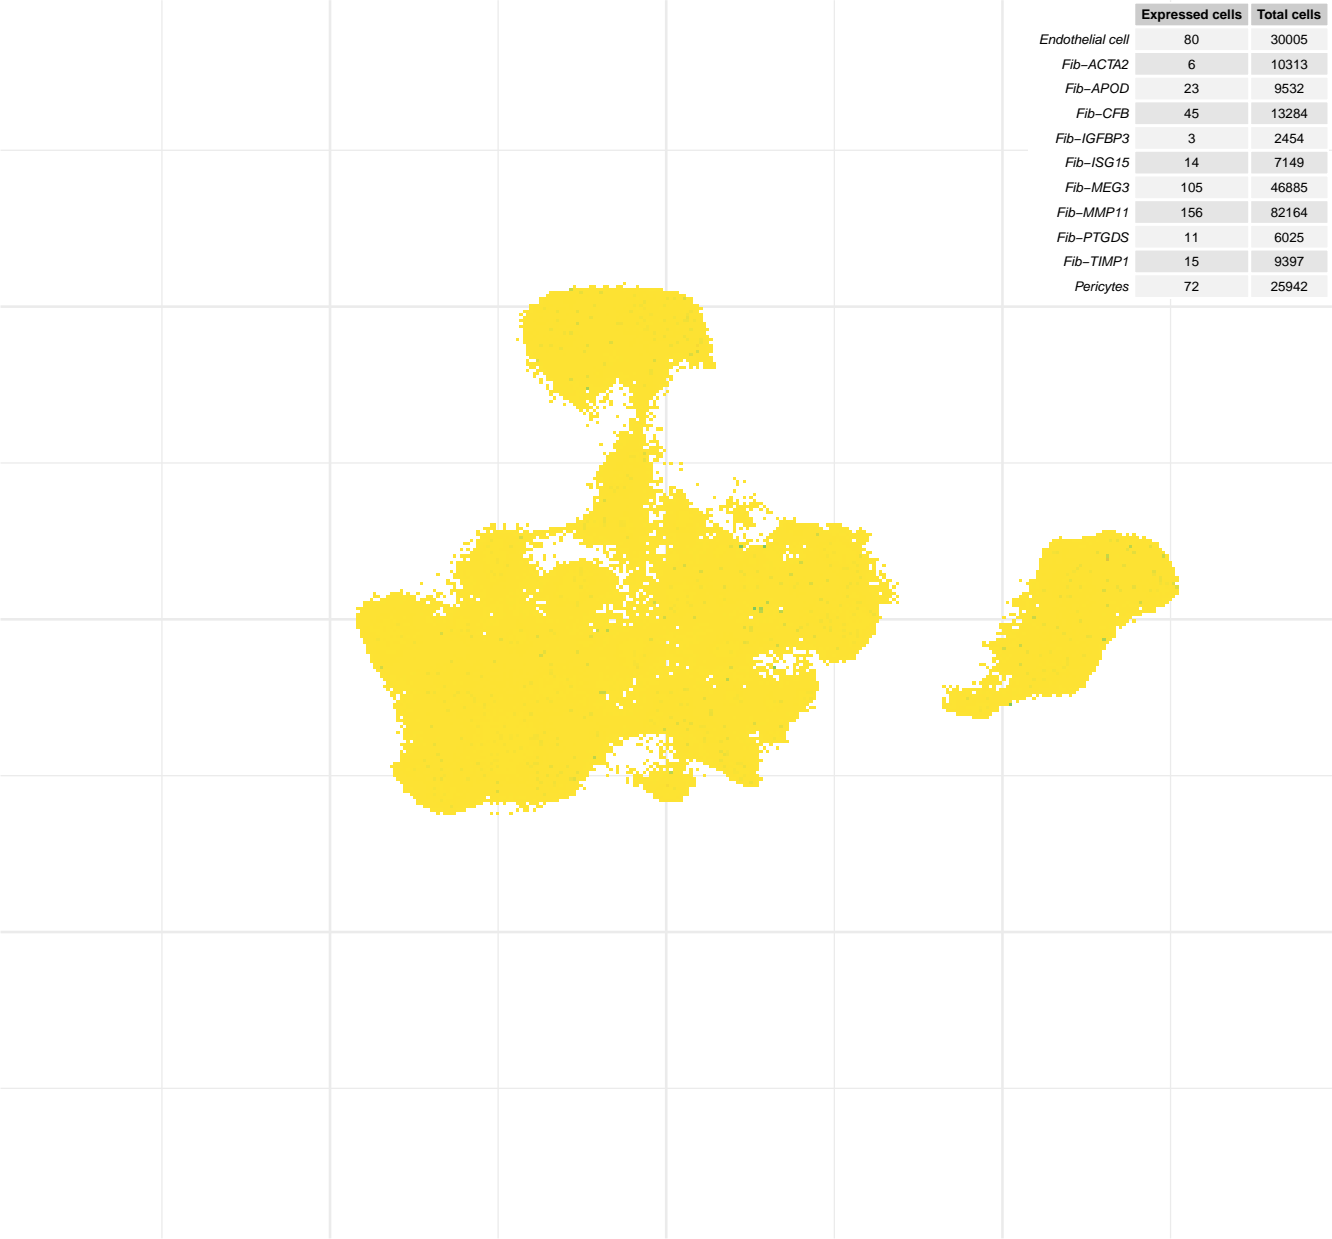 Expressed cells Total cells
Endothelial cell 80 30005
Fib−ACTA2 6 10313
Fib−APOD 23 9532
Fib−CFB 45 13284
Fib−IGFBP3 3 2454
Fib−ISG15 14 7149
Fib−MEG3 105 46885
Fib−MMP11 156 82164
Fib−PTGDS 11 6025
Fib−TIMP1 15 9397
Pericytes 72 25942